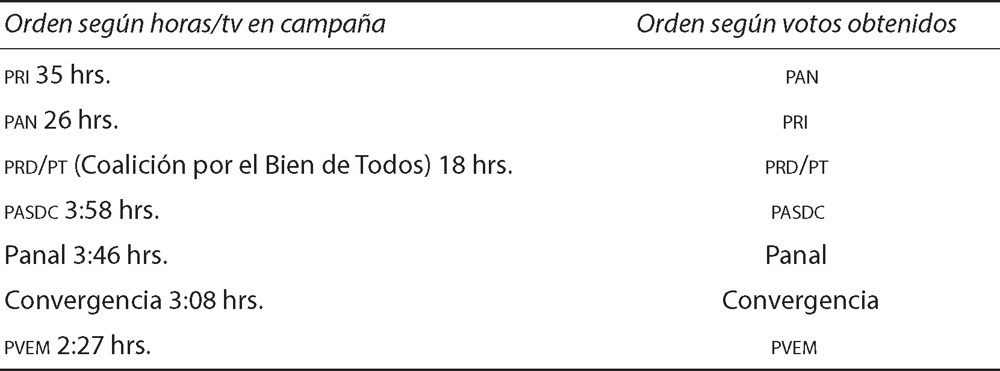 Orden según horas/tv en campaña Orden según votos obtenidos
PRI 35 hrs. PAN
PAN 26 hrs. PRI
PRD/PT (Coalición por el Bien de Todos) 18 hrs. PRD/PT
PASDC 3:58 hrs. PASDC
Panal 3:46 hrs. Panal
Convergencia 3:08 hrs. Convergencia
PVEM 2:27 hrs. PVEM